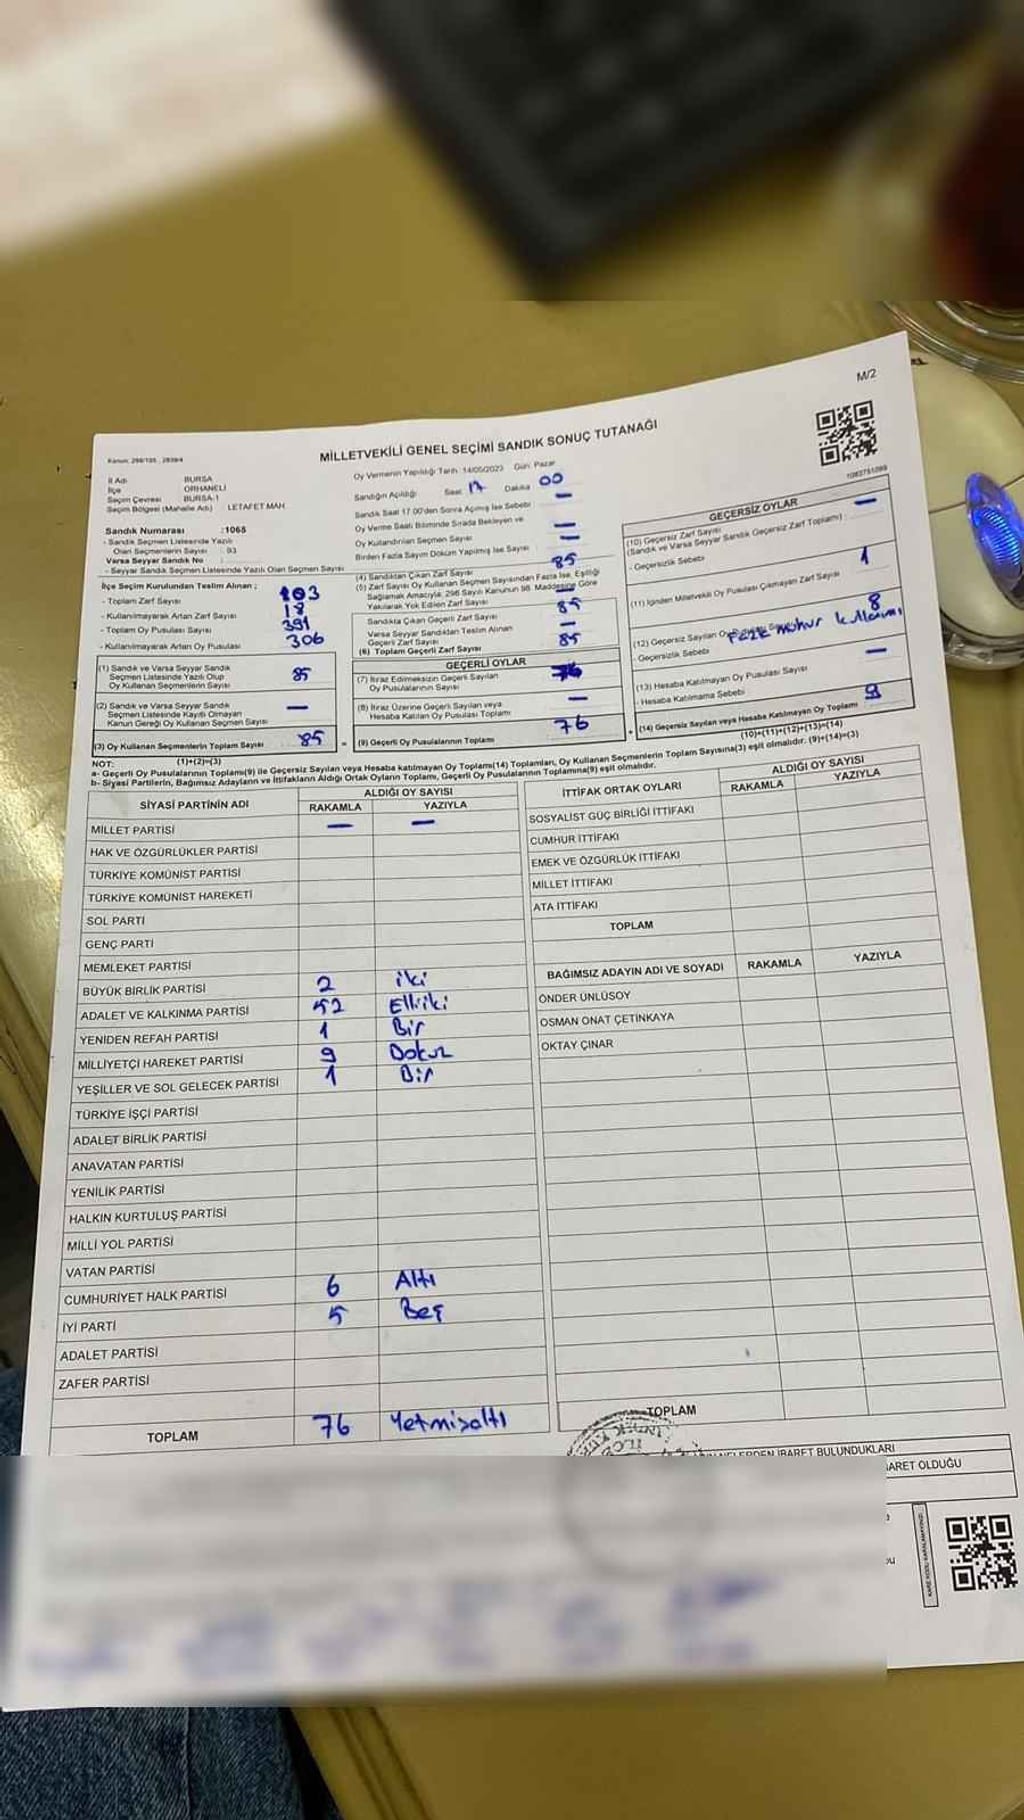 M/2
MİLLETVEKİLİ GENEL SEÇİMİ SANDIK SONUÇ TUTANAĞI
1082751099
İl Adı BURSA
İlçe ORHANELİ
Seçim Çevresi BURSA-1
Seçim Bölgesi (Mahalle Adı) LETAFET MAH.
Sandık Numarası :1065
- Sandık Seçmen Listesinde Yazılı
Olan Seçmenlerin Sayısı : 93
Varsa Seyyar Sandık No
- Seyyar Sandık Seçmen Listesinde Yazılı Olan Seçmen Sayısı
İlçe Seçim Kurulundan Teslim Alınan ;
- Toplam Zarf Sayısı 103
- Kullanılmayarak Artan Zarf Sayısı 18
- Toplam Oy Pusulası Sayısı 391
- Kullanılmayarak Artan Oy Pusulası 306
(1) Sandık ve Varsa Seyyar Sandık
Seçmen Listesinde Yazılı Olup
Oy Kullanan Seçmenlerin Sayısı 85
(2) Sandık ve Varsa Seyyar Sandık
Seçmen Listesinde Kayıtlı Olmayan
Kanun Gereği Oy Kullanan Seçmen Sayısı —
(3) Oy Kullanan Seçmenlerin Toplam Sayısı 85
(1)+(2)=(3)
Oy Vermenin Yapıldığı Tarih: 14/05/2023 Gün: Pazar
Sandığın Açıldığı Saat 17 Dakika 00
Sandık Saat 17.00'den Sonra Açılmış İse Sebebi —
Oy Verme Saati Bitiminde Sırada Bekleyen ve
Oy Kullandırılan Seçmen Sayısı —
Birden Fazla Sayım Döküm Yapılmış İse Sayısı —
(4) Sandıktan Çıkan Zarf Sayısı 85
(5) Zarf Sayısı Oy Kullanan Seçmen Sayısından Fazla İse, Eşitliği
Sağlamak Amacıyla; 298 Sayılı Kanunun 98. Maddesine Göre
Yakılarak Yok Edilen Zarf Sayısı —
Sandıkta Çıkan Geçerli Zarf Sayısı 85
Varsa Seyyar Sandıktan Teslim Alınan
Geçerli Zarf Sayısı —
(6) Toplam Geçerli Zarf Sayısı 85
GEÇERLİ OYLAR
(7) İtiraz Edilmeksizin Geçerli Sayılan
Oy Pusulalarının Sayısı 76
(8) İtiraz Üzerine Geçerli Sayılan veya
Hesaba Katılan Oy Pusulası Toplamı —
= (9) Geçerli Oy Pusulalarının Toplamı 76
GEÇERSİZ OYLAR
(10) Geçersiz Zarf Sayısı
(Sandık ve Varsa Seyyar Sandık Geçersiz Zarf Toplamı) : —
- Geçersizlik Sebebi
(11) İçinden Milletvekili Oy Pusulası Çıkmayan Zarf Sayısı 1
(12) Geçersiz Sayılan Oy Pusulası Sayısı 8
- Geçersizlik Sebebi Fazla mühür kullanımı
(13) Hesaba Katılmayan Oy Pusulası Sayısı —
- Hesaba Katılmama Sebebi
+ (14) Geçersiz Sayılan veya Hesaba Katılmayan Oy Toplamı 9
(10)+(11)+(12)+(13)=(14)
NOT:
a- Geçerli Oy Pusulalarının Toplamı(9) ile Geçersiz Sayılan veya Hesaba katılmayan Oy Toplamı(14) Toplamları, Oy Kullanan Seçmenlerin Toplam Sayısına(3) eşit olmalıdır. (9)+(14)=(3)
b- Siyasi Partilerin, Bağımsız Adayların ve İttifakların Aldığı Ortak Oyların Toplamı, Geçerli Oy Pusulalarının Toplamına(9) eşit olmalıdır.
SİYASİ PARTİNİN ADI ALDIĞI OY SAYISI
RAKAMLA YAZIYLA
MİLLET PARTİSİ — —
HAK VE ÖZGÜRLÜKLER PARTİSİ
TÜRKİYE KOMÜNİST PARTİSİ
TÜRKİYE KOMÜNİST HAREKETİ
SOL PARTİ
GENÇ PARTİ
MEMLEKET PARTİSİ
BÜYÜK BİRLİK PARTİSİ 2 iki
ADALET VE KALKINMA PARTİSİ 52 Elliiki
YENİDEN REFAH PARTİSİ 1 Bir
MİLLİYETÇİ HAREKET PARTİSİ 9 Dokuz
YEŞİLLER VE SOL GELECEK PARTİSİ 1 Bir
TÜRKİYE İŞÇİ PARTİSİ
ADALET BİRLİK PARTİSİ
ANAVATAN PARTİSİ
YENİLİK PARTİSİ
HALKIN KURTULUŞ PARTİSİ
MİLLİ YOL PARTİSİ
VATAN PARTİSİ
CUMHURİYET HALK PARTİSİ 6 Altı
İYİ PARTİ 5 Beş
ADALET PARTİSİ
ZAFER PARTİSİ
TOPLAM 76 Yetmişaltı
İTTİFAK ORTAK OYLARI ALDIĞI OY SAYISI
RAKAMLA YAZIYLA
SOSYALİST GÜÇ BİRLİĞİ İTTİFAKI
CUMHUR İTTİFAKI
EMEK VE ÖZGÜRLÜK İTTİFAKI
MİLLET İTTİFAKI
ATA İTTİFAKI
TOPLAM
BAĞIMSIZ ADAYIN ADI VE SOYADI RAKAMLA YAZIYLA
ÖNDER ÜNLÜSOY
OSMAN ONAT ÇETİNKAYA
OKTAY ÇINAR
TOPLAM
İBARET BULUNDUKLARI
ARET OLDUĞU